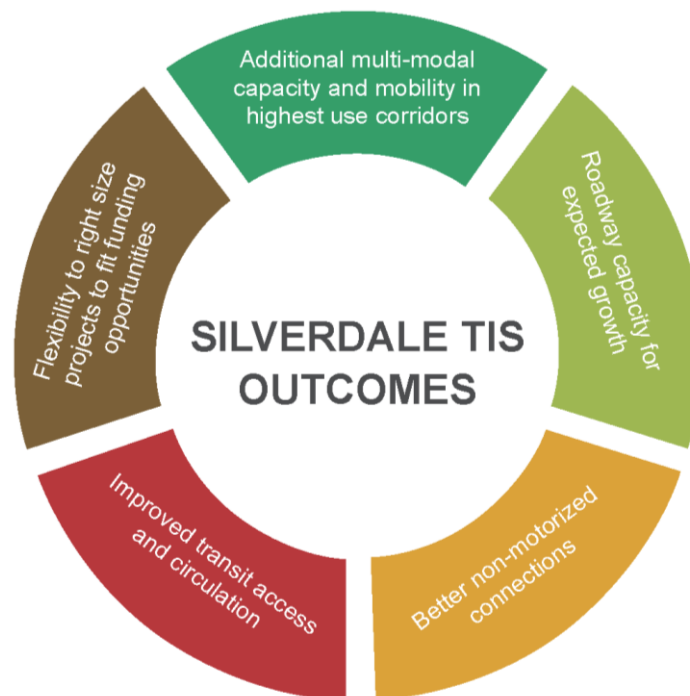 Additional multi-modal
capacity and mobility in
highest use corridors
Roadway capacity for
expected growth
Better non-motorized
connections
Improved transit access
and circulation
Flexibility to right size
projects to fit funding
opportunities
SILVERDALE TIS
OUTCOMES